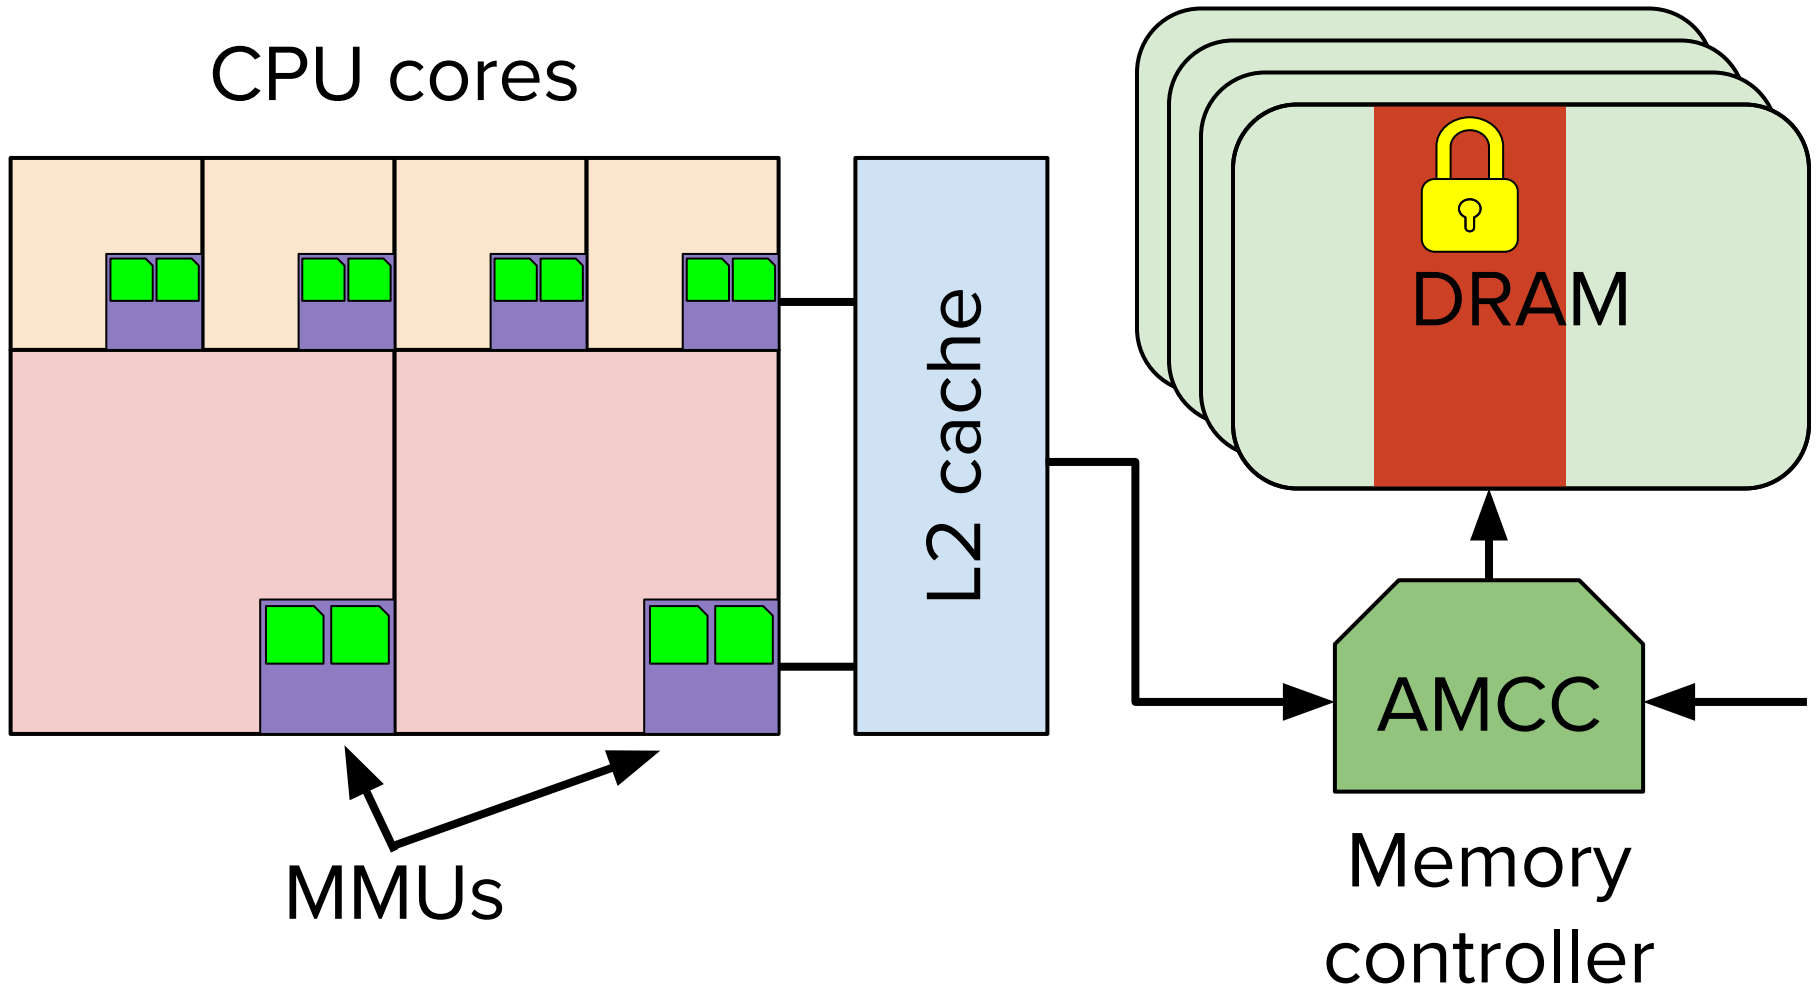 CPU cores
DRAM
L2 cache
AMCC
MMUs
Memory
controller